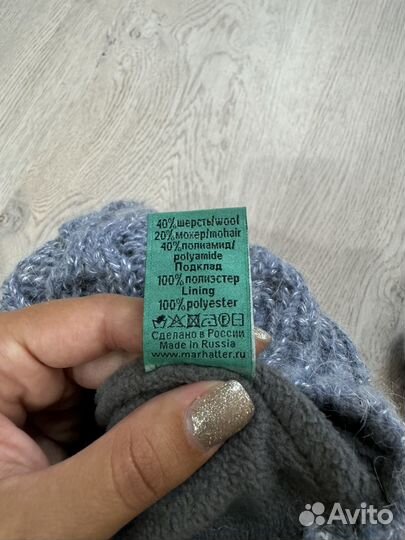 40% шерсть/wool
20% мохер/mohair
40% полиамид/
polyamide
Подклад
100% полиэстер
Lining
100% polyester
Сделано в России
Made in Russia
www.marhatter.ru
Avito